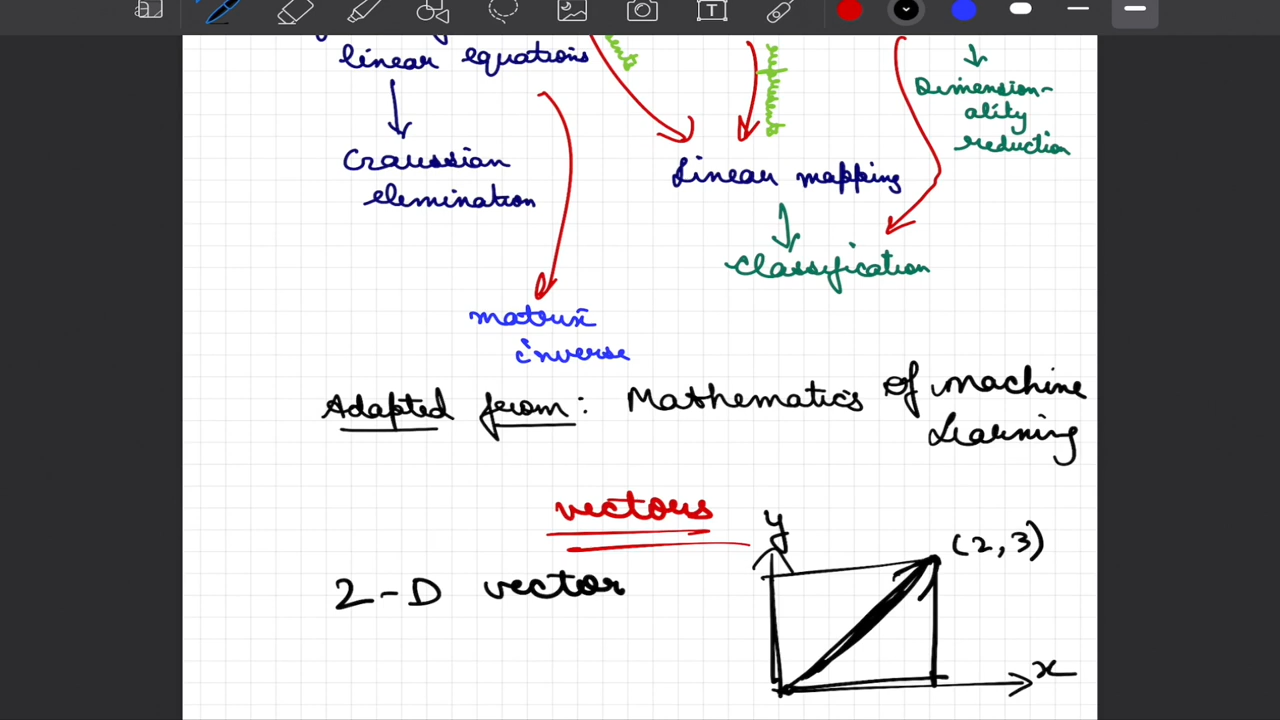 linear equations
Dimension-
ality
reduction
Gaussian
elemination
Linear mapping
Classification
matrix
inverse
Adapted from: Mathematics of machine
Learning
vectors
y
(2,3)
2-D vector
x